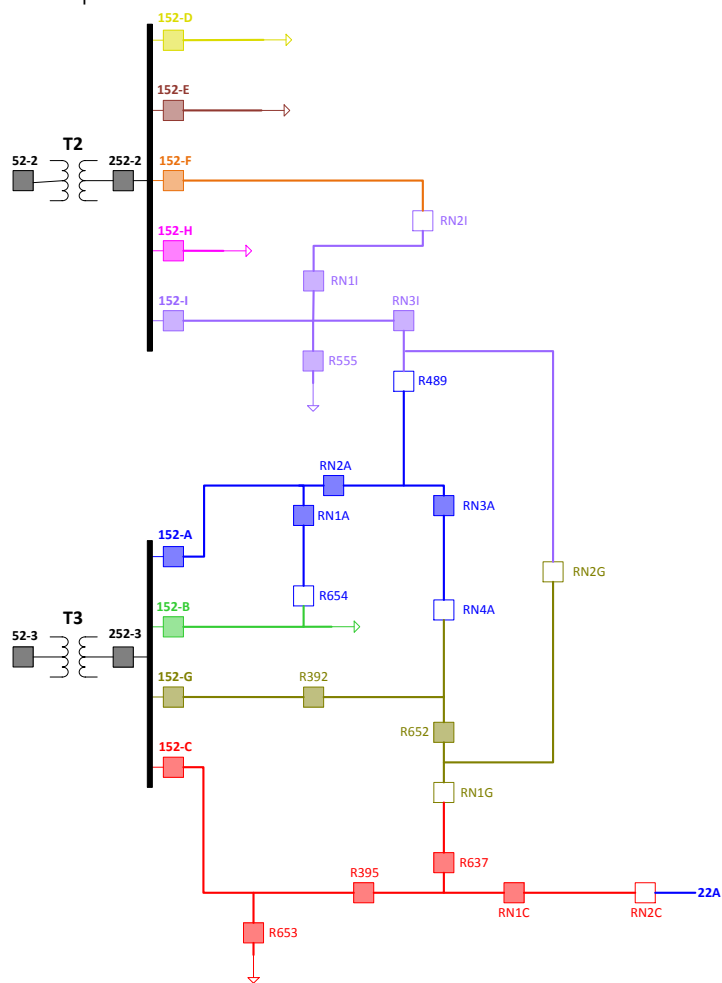 152-D
152-E
T2
52-2
252-2
152-F
RN2I
152-H
RN1I
152-I
RN3I
R555
R489
RN2A
RN3A
RN1A
152-A
RN2G
R654
RN4A
152-B
T3
52-3
252-3
152-G
R392
R652
152-C
RN1G
R637
R395
22A
RN1C
RN2C
R653